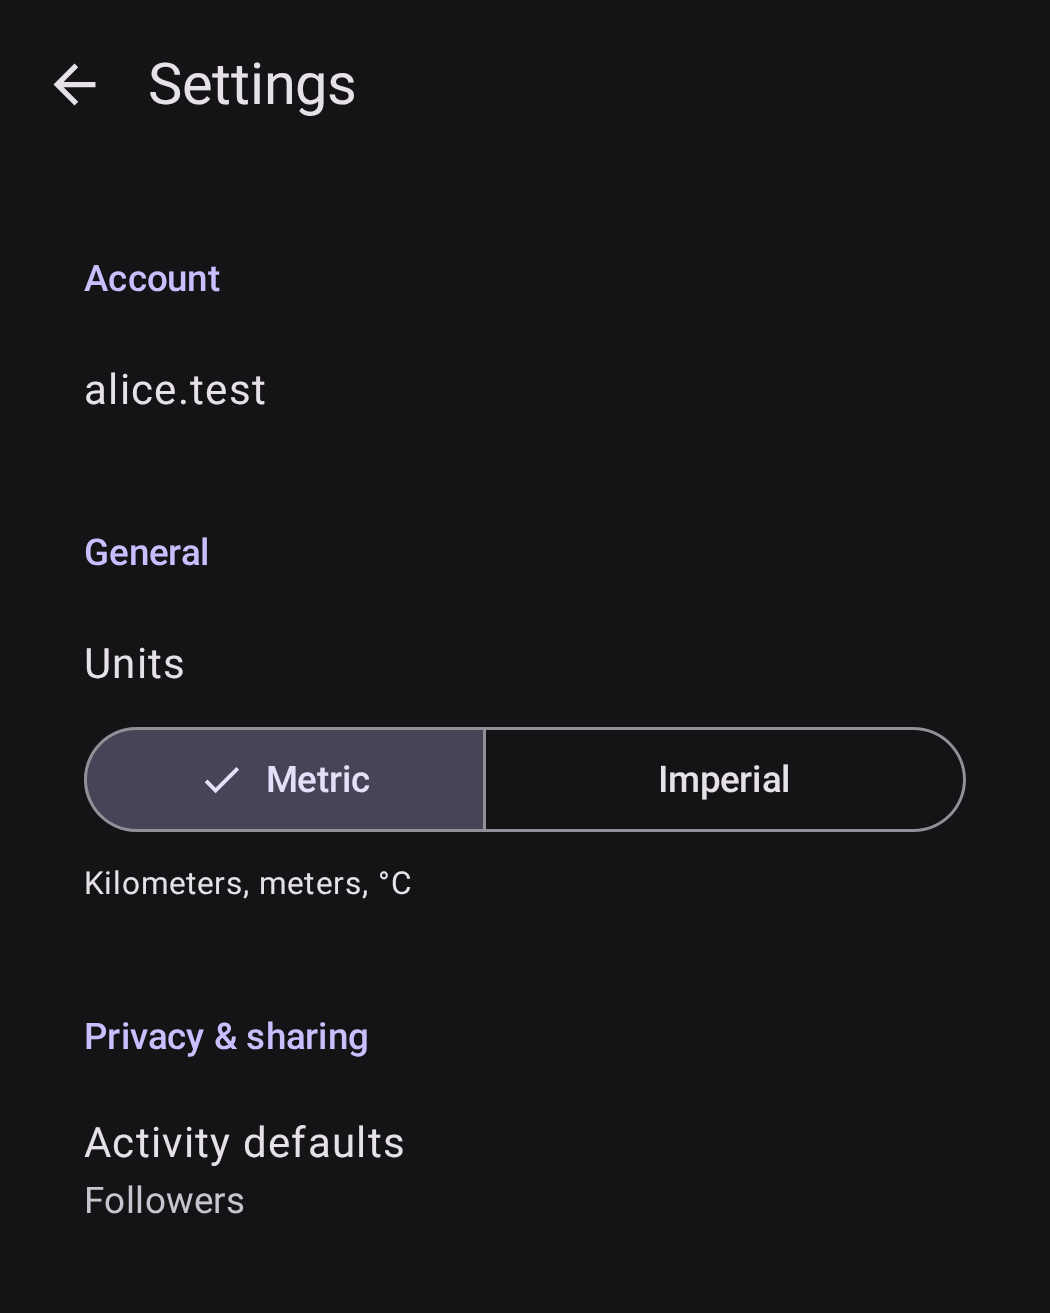 Settings
Account
alice.test
General
Units
Metric
Imperial
Kilometers, meters, °C
Privacy & sharing
Activity defaults
Followers